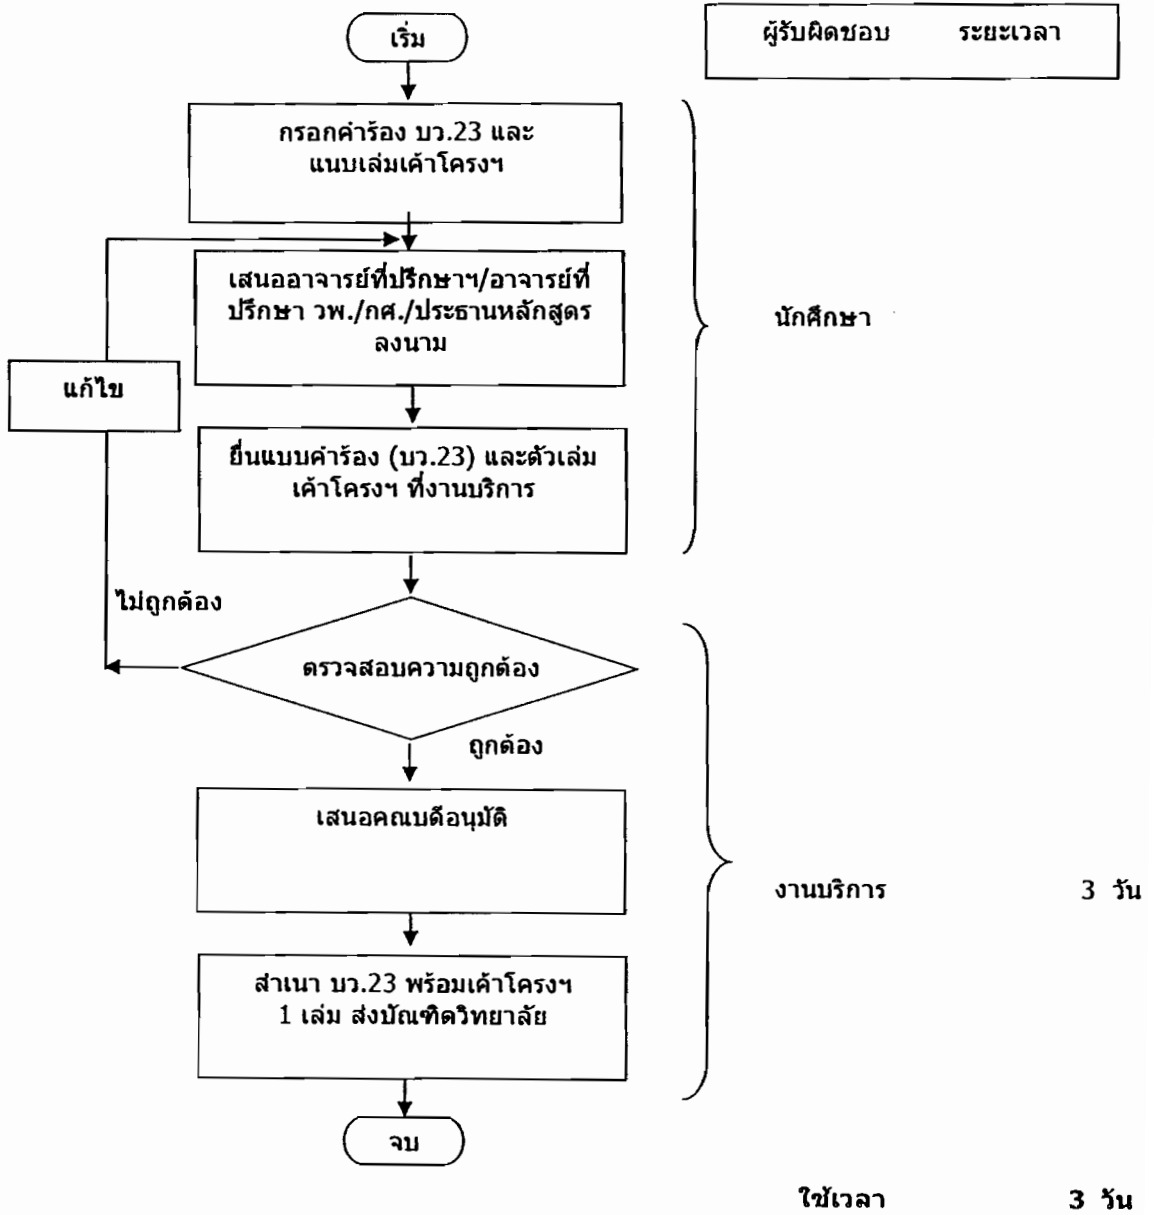 เริ่ม
ผู้รับผิดชอบ ระยะเวลา
กรอกคำร้อง บว.23 และ
แนบเล่มเค้าโครงฯ
เสนออาจารย์ที่ปรึกษาฯ/อาจารย์ที่
ปรึกษา วพ./กศ./ประธานหลักสูตร
ลงนาม
นักศึกษา
แก้ไข
ยื่นแบบคำร้อง (บว.23) และตัวเล่ม
เค้าโครงฯ ที่งานบริการ
ไม่ถูกต้อง
ตรวจสอบความถูกต้อง
ถูกต้อง
เสนอคณบดีอนุมัติ
งานบริการ 3 วัน
สำเนา บว.23 พร้อมเค้าโครงฯ
1 เล่ม ส่งบัณฑิตวิทยาลัย
จบ
ใช้เวลา 3 วัน